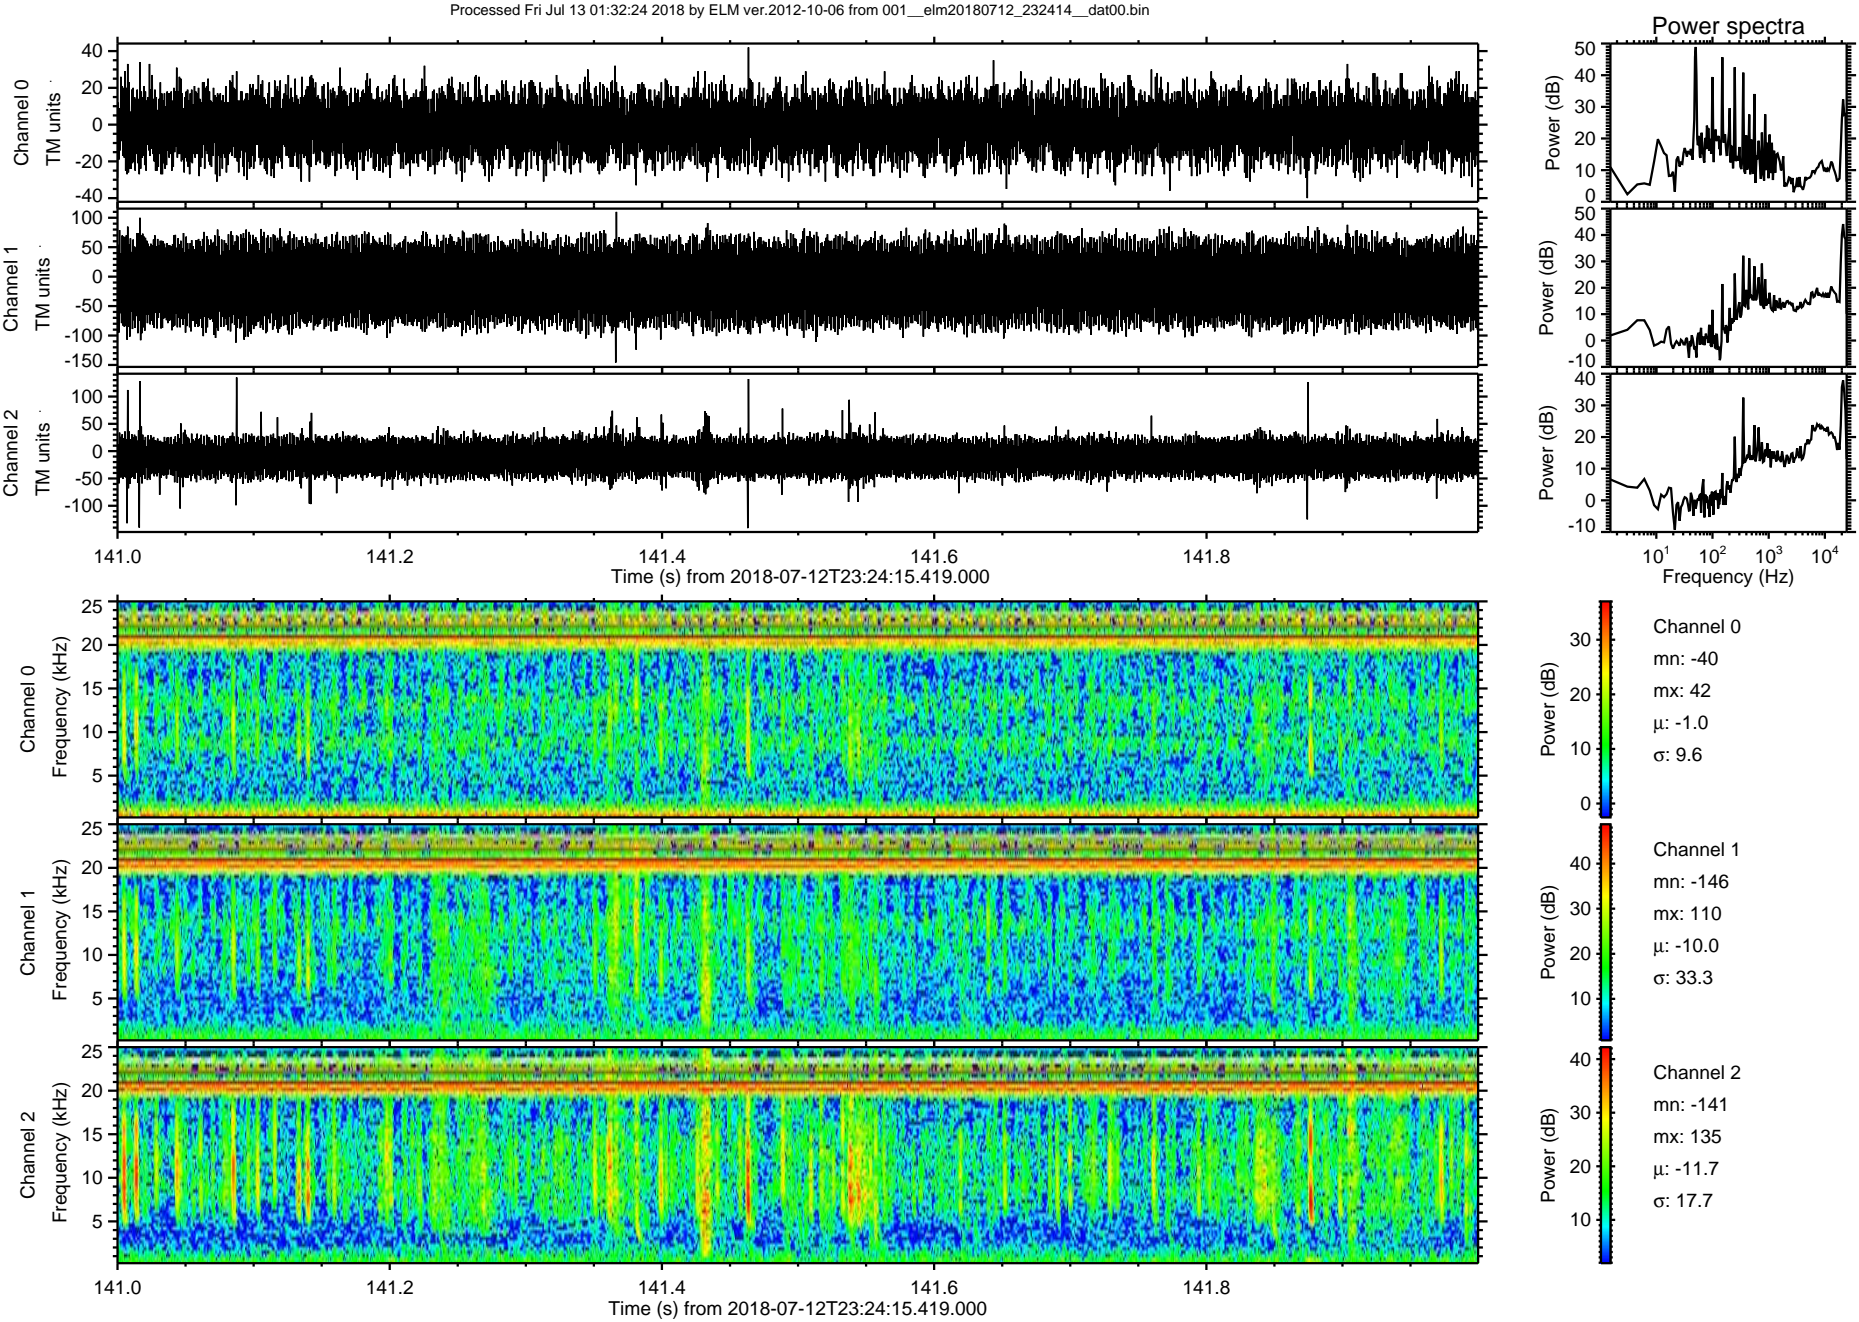 Processed Fri Jul 13 01:32:24 2018 by ELM ver.2012-10-06 from 001__elm20180712_232414__dat00.bin
Power spectra
Channel 0
TM units
40
20
0
-20
-40
Power (dB)
50
40
30
20
10
0
Channel 1
TM units
100
50
0
-50
-100
-150
Power (dB)
50
40
30
20
10
0
-10
Channel 2
TM units
100
50
0
-50
-100
Power (dB)
40
30
20
10
0
-10
141.0 141.2 141.4 141.6 141.8
Time (s) from 2018-07-12T23:24:15.419.000
10¹ 10² 10³ 10⁴
Frequency (Hz)
Channel 0
Frequency (kHz)
25
20
15
10
5
Power (dB)
30
20
10
0
Channel 0
mn: -40
mx: 42
μ: -1.0
σ: 9.6
Channel 1
Frequency (kHz)
25
20
15
10
5
Power (dB)
40
30
20
10
Channel 1
mn: -146
mx: 110
μ: -10.0
σ: 33.3
Channel 2
Frequency (kHz)
25
20
15
10
5
Power (dB)
40
30
20
10
Channel 2
mn: -141
mx: 135
μ: -11.7
σ: 17.7
141.0 141.2 141.4 141.6 141.8
Time (s) from 2018-07-12T23:24:15.419.000